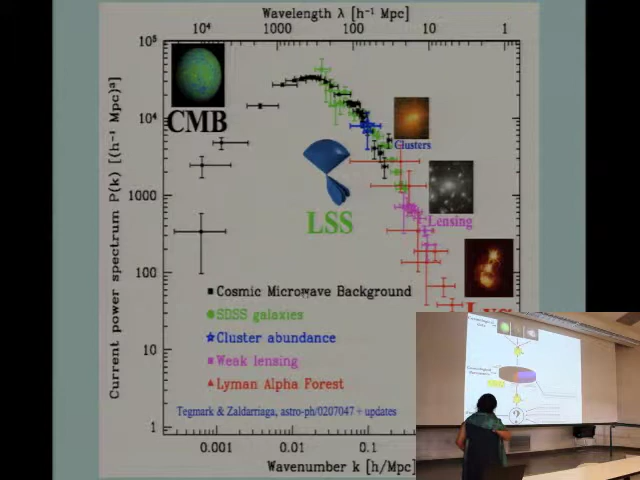 Wavelength λ [h⁻¹ Mpc]
10⁴ 1000 100 10 1
10⁵
CMB
10⁴
Clusters
1000
Lensing
LSS
100
Cosmic Microwave Background
SDSS galaxies
10
Cluster abundance
Weak lensing
Lyman Alpha Forest
Tegmark & Zaldarriaga, astro-ph/0207047 + updates
1
0.001 0.01 0.1
Wavenumber k [h/Mpc]
Current power spectrum P(k) [(h⁻¹ Mpc)³]
?